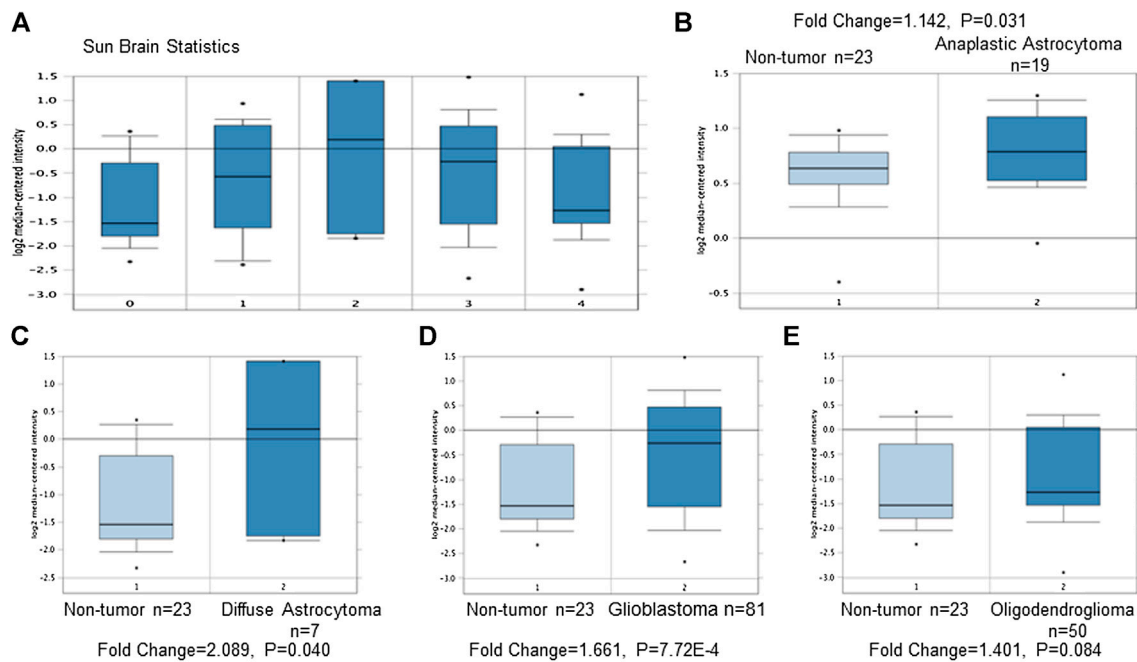 A
Sun Brain Statistics
log2 median-centered intensity
1.5
1.0
0.5
0.0
-0.5
-1.0
-1.5
-2.0
-2.5
-3.0
0 1 2 3 4
B
Fold Change=1.142, P=0.031
Non-tumor n=23 Anaplastic Astrocytoma
n=19
log2 median-centered intensity
1.5
1.0
0.5
0.0
-0.5
1 2
C
log2 median-centered intensity
1.5
1.0
0.5
0.0
-0.5
-1.0
-1.5
-2.0
-2.5
1 2
Non-tumor n=23 Diffuse Astrocytoma
n=7
Fold Change=2.089, P=0.040
D
log2 median-centered intensity
1.5
1.0
0.5
0.0
-0.5
-1.0
-1.5
-2.0
-2.5
-3.0
1 2
Non-tumor n=23 Glioblastoma n=81
Fold Change=1.661, P=7.72E-4
E
log2 median-centered intensity
1.5
1.0
0.5
0.0
-0.5
-1.0
-1.5
-2.0
-2.5
-3.0
1 2
Non-tumor n=23 Oligodendroglioma
n=50
Fold Change=1.401, P=0.084